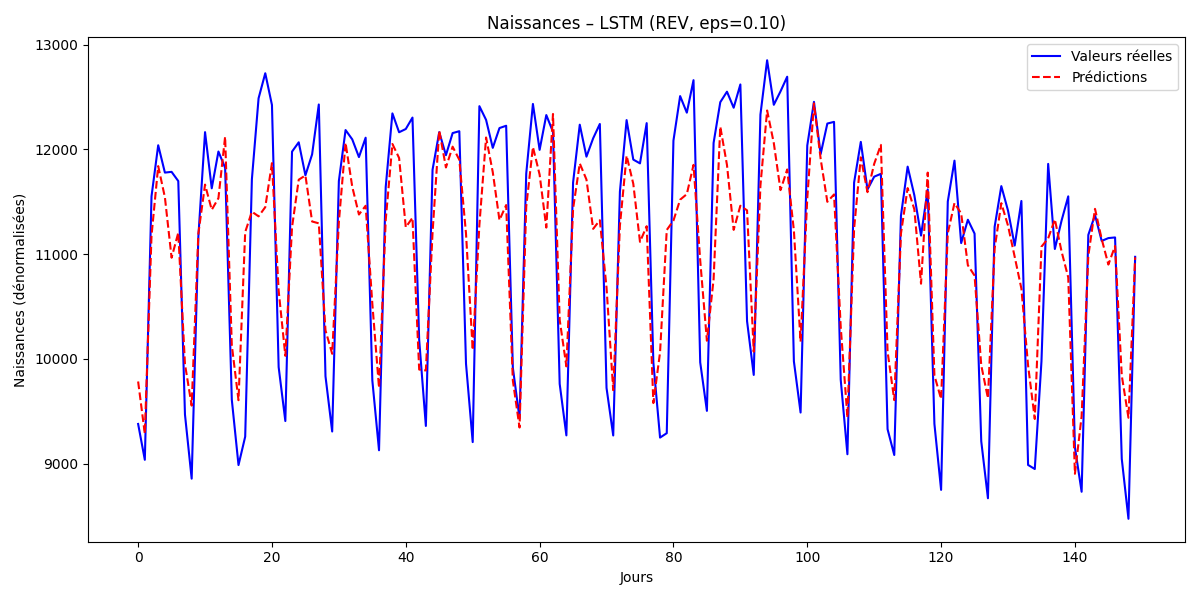 Naissances – LSTM (REV, eps=0.10)
Valeurs réelles
Prédictions
Naissances (dénormalisées)
13000
12000
11000
10000
9000
0 20 40 60 80 100 120 140
Jours